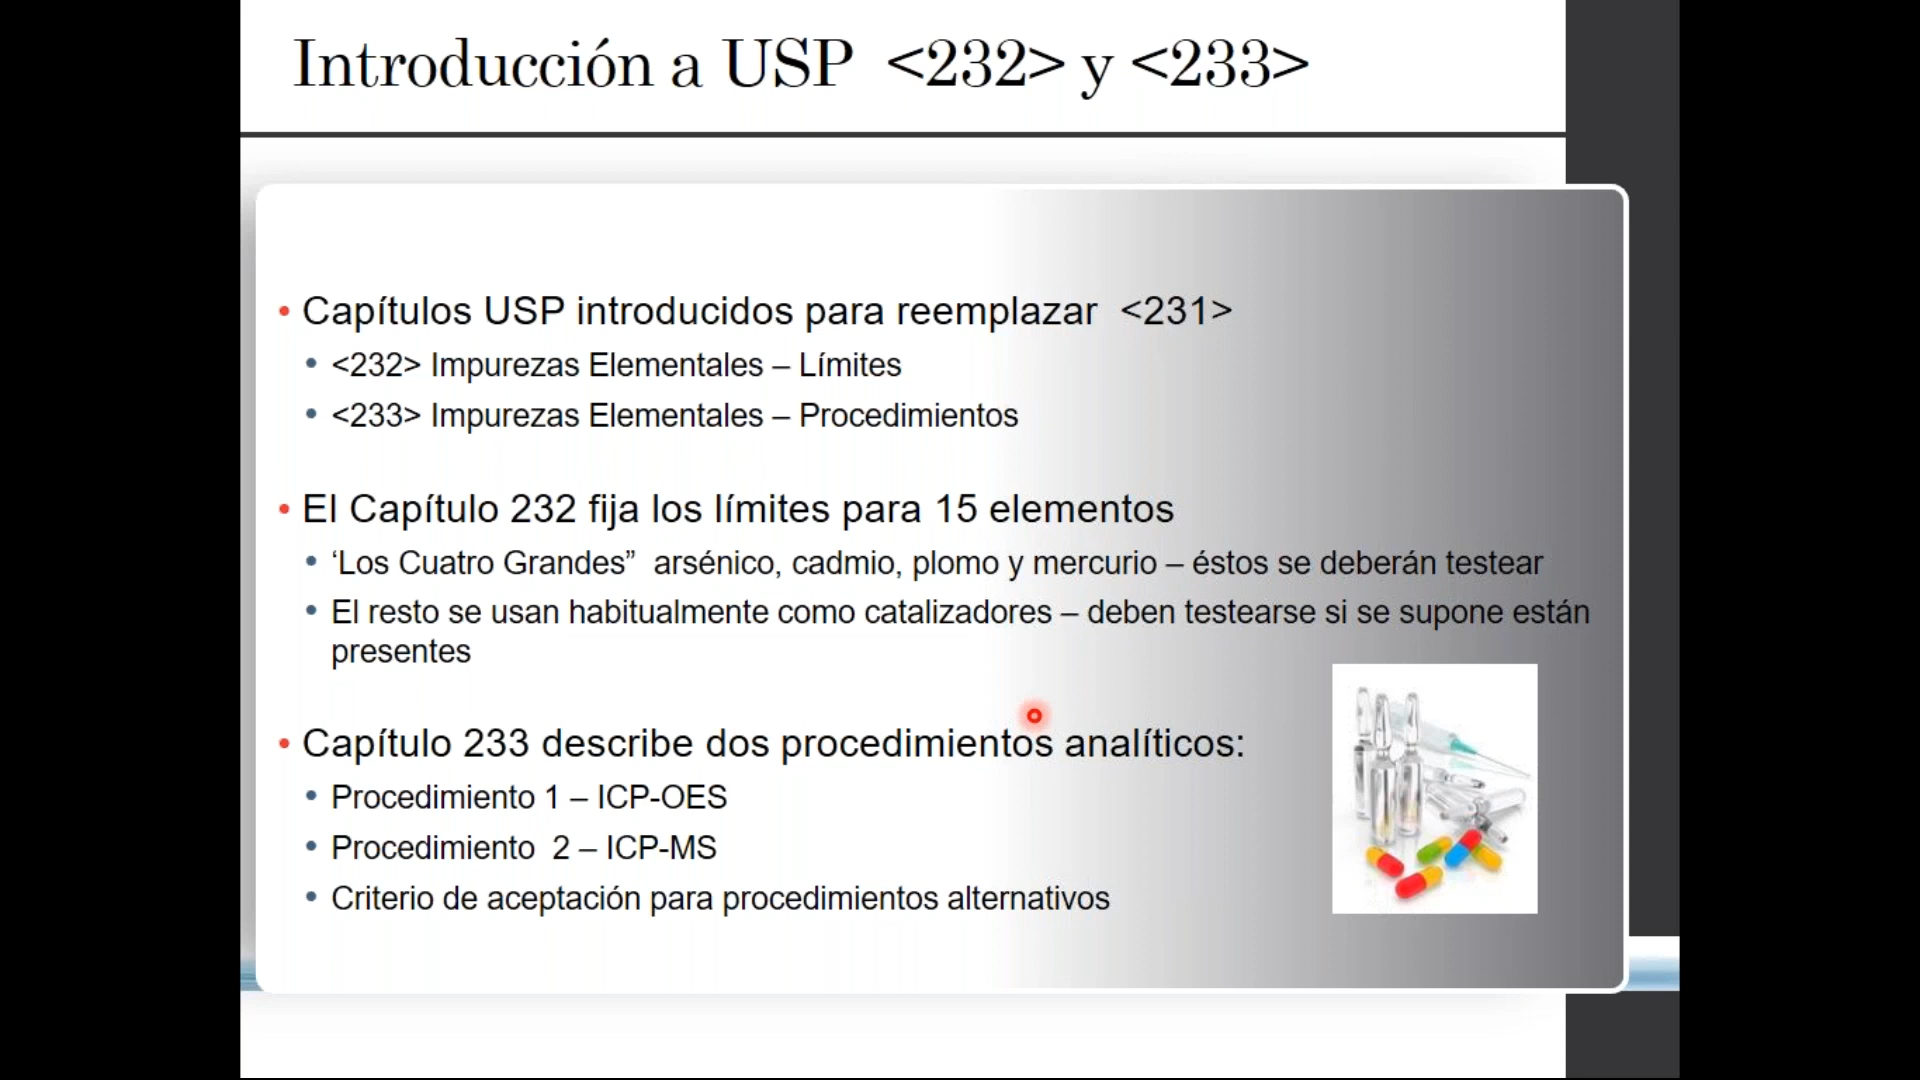 Introducción a USP <232> y <233>
• Capítulos USP introducidos para reemplazar <231>
• <232> Impurezas Elementales – Límites
• <233> Impurezas Elementales – Procedimientos
• El Capítulo 232 fija los límites para 15 elementos
• ‘Los Cuatro Grandes” arsénico, cadmio, plomo y mercurio – éstos se deberán testear
• El resto se usan habitualmente como catalizadores – deben testearse si se supone están
presentes
• Capítulo 233 describe dos procedimientos analíticos:
• Procedimiento 1 – ICP-OES
• Procedimiento 2 – ICP-MS
• Criterio de aceptación para procedimientos alternativos